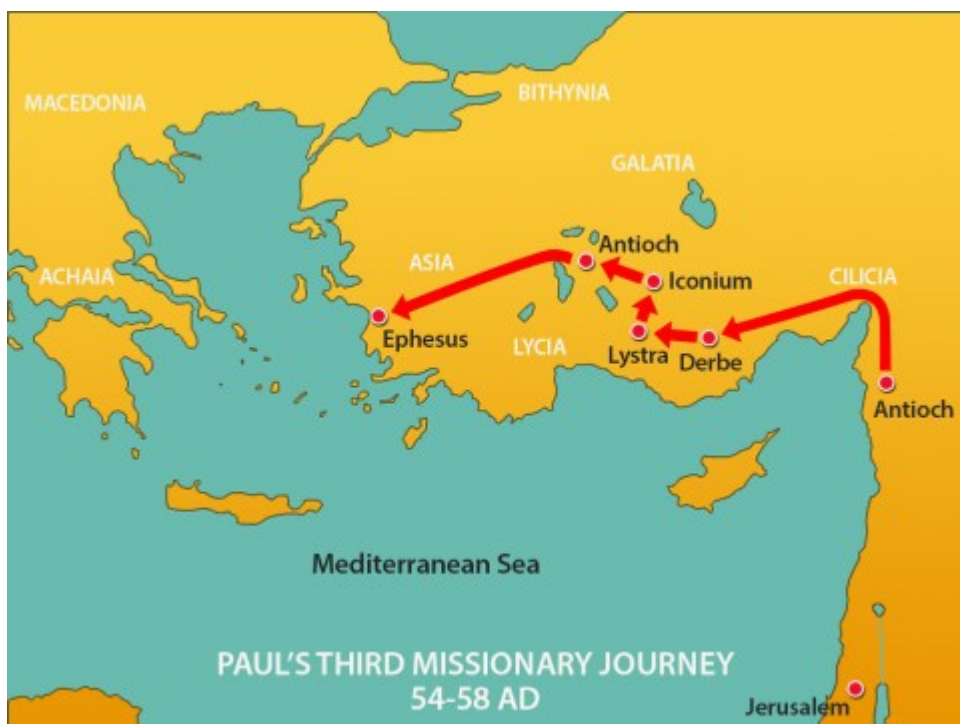 MACEDONIA
BITHYNIA
GALATIA
Antioch
ASIA
ACHAIA
Iconium
CILICIA
Ephesus
LYCIA
Lystra
Derbe
Antioch
Mediterranean Sea
PAUL'S THIRD MISSIONARY JOURNEY
54-58 AD
Jerusalem